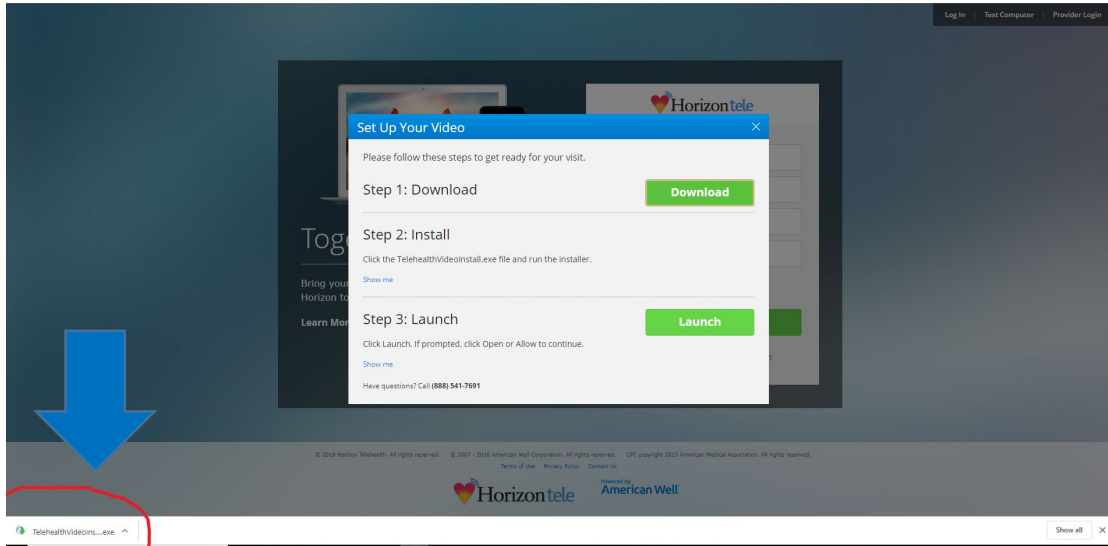 Log In Test Computer Provider Login
Horizon tele
Set Up Your Video
Please follow these steps to get ready for your visit.
Step 1: Download
Download
Step 2: Install
Click the TelehealthVideoInstall.exe file and run the installer.
Show me
Step 3: Launch
Launch
Click Launch. If prompted, click Open or Allow to continue.
Show me
Have questions? Call (888) 541-7691
Toge
Bring your
Horizon to
Learn Mor
© 2018 Horizon Telehealth. All rights reserved. © 2007 - 2016 American Well Corporation. All rights reserved. CPT copyright 2015 American Medical Association. All rights reserved.
Terms of Use Privacy Policy Contact Us
Horizon tele
Powered by
American Well
TelehealthVideoIns....exe
Show all